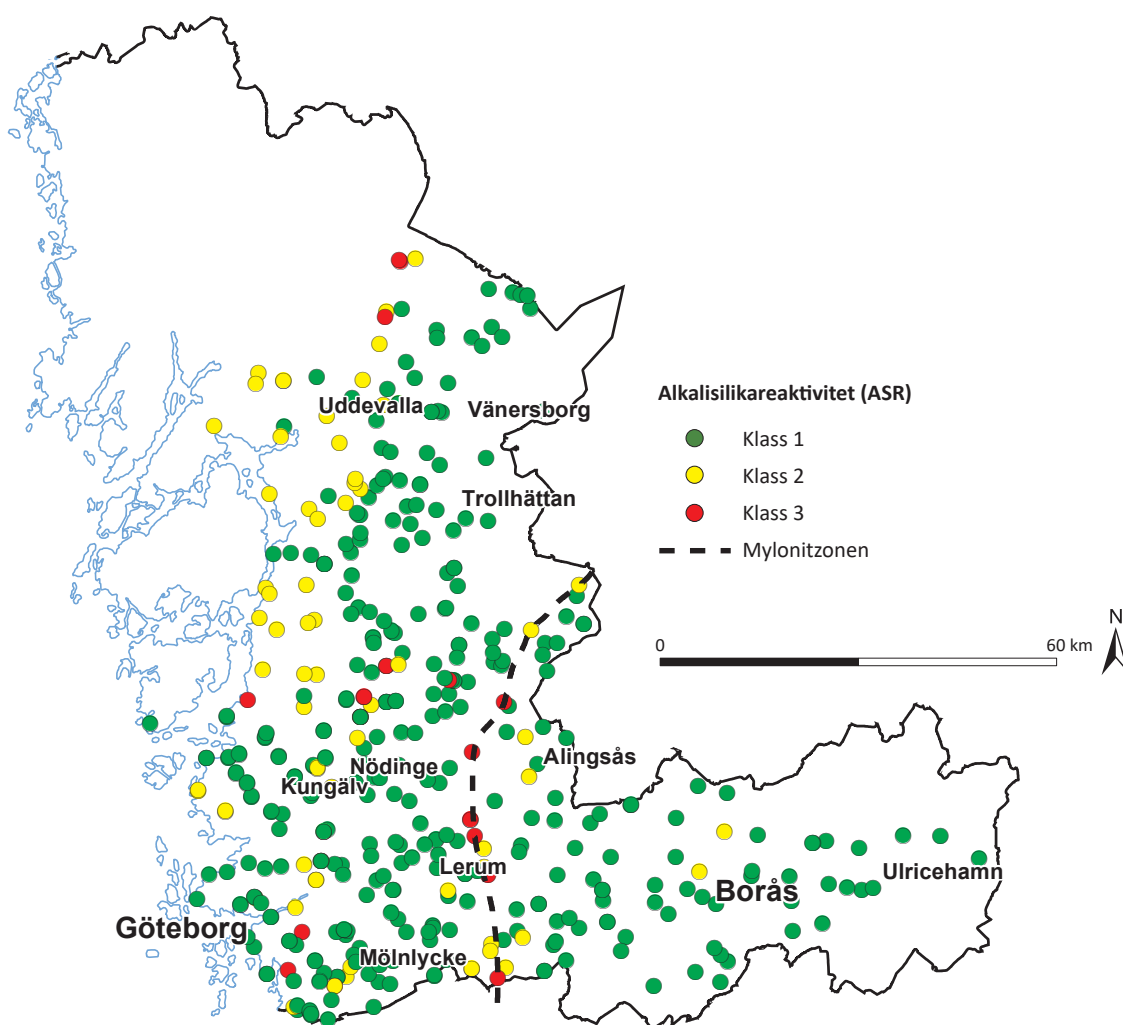 Uddevalla
Vänersborg
Alkalisilikareaktivitet (ASR)
Klass 1
Klass 2
Trollhättan
Klass 3
Mylonitzonen
N
0
60 km
Alingsås
Nödinge
Kungälv
Lerum
Ulricehamn
Borås
Göteborg
Mölnlycke